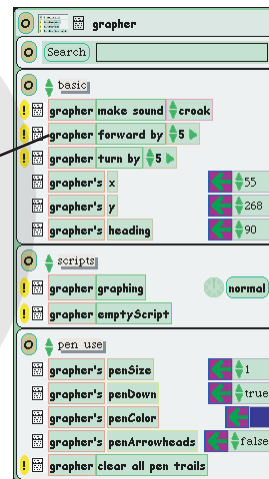 grapher
Search
basic
! grapher make sound croak
! grapher forward by 5
! grapher turn by 5
grapher's x 55
grapher's y 268
grapher's heading 90
scripts
! grapher graphing normal
! grapher emptyScript
pen use
grapher's penSize 1
grapher's penDown true
grapher's penColor
grapher's penArrowheads false
! grapher clear all pen trails